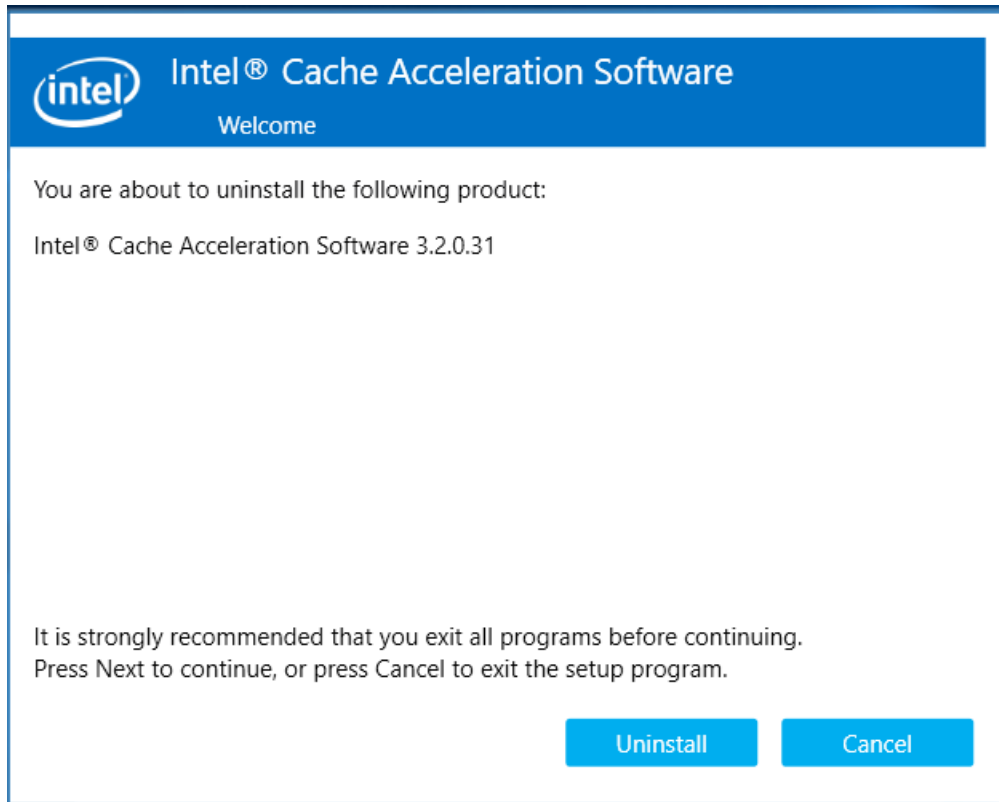 intel
Intel® Cache Acceleration Software
Welcome
You are about to uninstall the following product:
Intel® Cache Acceleration Software 3.2.0.31
It is strongly recommended that you exit all programs before continuing.
Press Next to continue, or press Cancel to exit the setup program.
Uninstall
Cancel